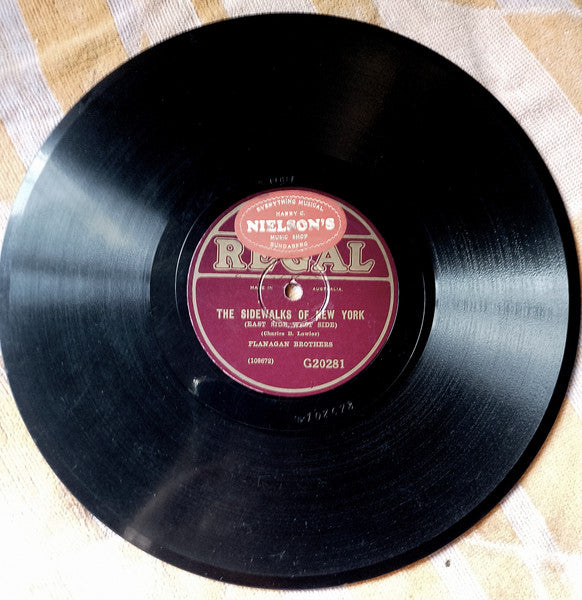 EVERYTHING MUSICAL
HARRY C.
NIELSON'S
MUSIC SHOP
BUNDABERG
REGAL
MADE IN AUSTRALIA.
THE SIDEWALKS OF NEW YORK
(EAST SIDE, WEST SIDE)
(Charles B. Lawlor)
FLANAGAN BROTHERS
(108672) G20281